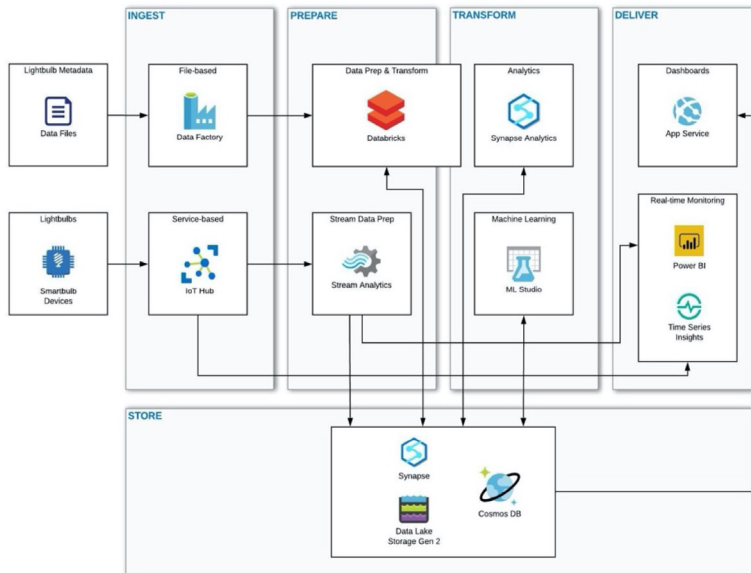 INGEST
PREPARE
TRANSFORM
DELIVER
Lightbulb Metadata
Data Files
File-based
Data Factory
Data Prep & Transform
Databricks
Analytics
Synapse Analytics
Dashboards
App Service
Lightbulbs
Smartbulb
Devices
Service-based
IoT Hub
Stream Data Prep
Stream Analytics
Machine Learning
ML Studio
Real-time Monitoring
Power BI
Time Series
Insights
STORE
Synapse
Data Lake
Storage Gen 2
Cosmos DB